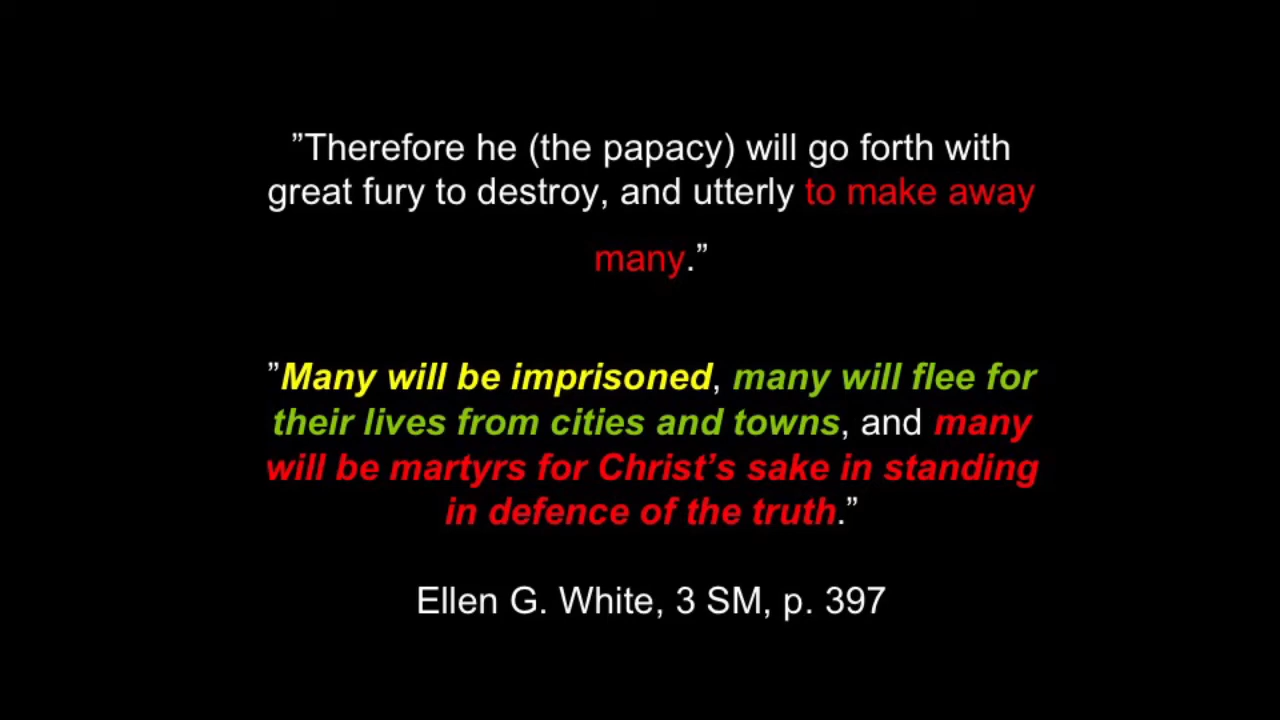 ”Therefore he (the papacy) will go forth with
great fury to destroy, and utterly to make away
many.”
”Many will be imprisoned, many will flee for
their lives from cities and towns, and many
will be martyrs for Christ’s sake in standing
in defence of the truth.”
Ellen G. White, 3 SM, p. 397